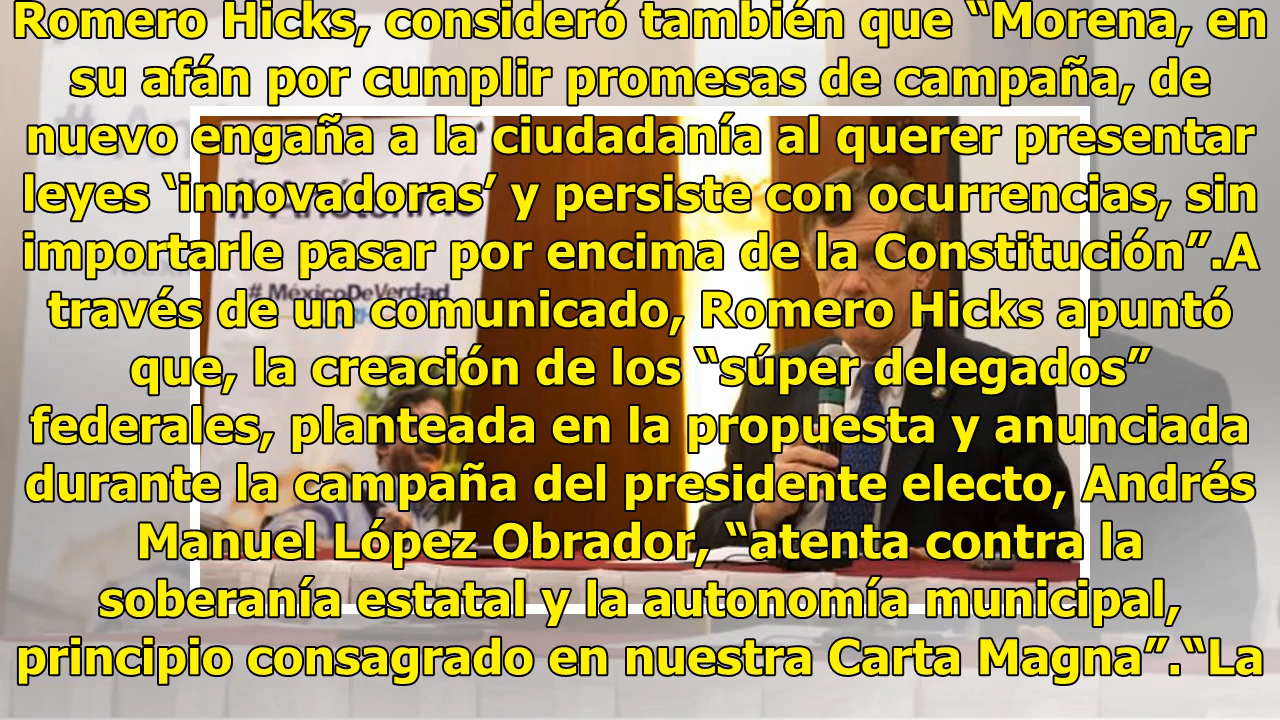 Romero Hicks, consideró también que “Morena, en
su afán por cumplir promesas de campaña, de
nuevo engaña a la ciudadanía al querer presentar
leyes ‘innovadoras’ y persiste con ocurrencias, sin
importarle pasar por encima de la Constitución”.A
través de un comunicado, Romero Hicks apuntó
que, la creación de los “súper delegados”
federales, planteada en la propuesta y anunciada
durante la campaña del presidente electo, Andrés
Manuel López Obrador, “atenta contra la
soberanía estatal y la autonomía municipal,
principio consagrado en nuestra Carta Magna”.“La
#MéxicoDeVerdad